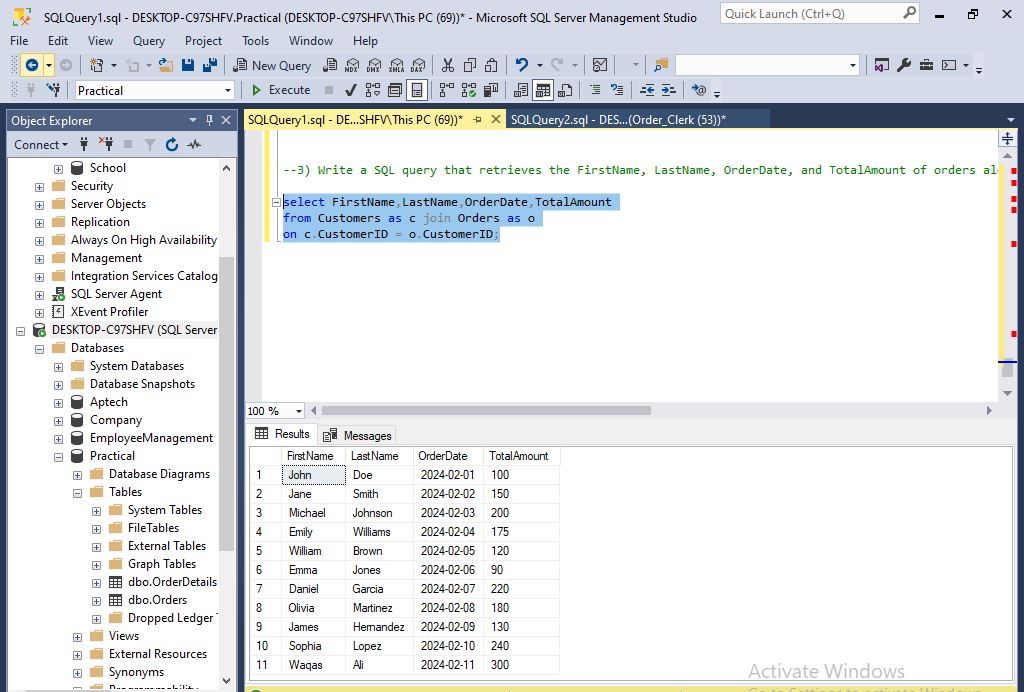 SQLQuery1.sql - DESKTOP-C97SHFV.Practical (DESKTOP-C97SHFV\This PC (69))* - Microsoft SQL Server Management Studio
Quick Launch (Ctrl+Q)
File Edit View Query Project Tools Window Help
New Query MDX DMX XMLA DAX
Practical Execute
Object Explorer
SQLQuery1.sql - DE...SHFV\This PC (69))* SQLQuery2.sql - DES...(Order_Clerk (53))*
Connect
School
Security
Server Objects
Replication
Always On High Availability
Management
Integration Services Catalog
SQL Server Agent
XEvent Profiler
DESKTOP-C97SHFV (SQL Server
Databases
System Databases
Database Snapshots
Aptech
Company
EmployeeManagement
Practical
Database Diagrams
Tables
System Tables
FileTables
External Tables
Graph Tables
dbo.OrderDetails
dbo.Orders
Dropped Ledger
Views
External Resources
Synonyms
Programmability
--3) Write a SQL query that retrieves the FirstName, LastName, OrderDate, and TotalAmount of orders al
select FirstName,LastName,OrderDate,TotalAmount
from Customers as c join Orders as o
on c.CustomerID = o.CustomerID;
100 %
Results Messages
FirstName LastName OrderDate TotalAmount
1 John Doe 2024-02-01 100
2 Jane Smith 2024-02-02 150
3 Michael Johnson 2024-02-03 200
4 Emily Williams 2024-02-04 175
5 William Brown 2024-02-05 120
6 Emma Jones 2024-02-06 90
7 Daniel Garcia 2024-02-07 220
8 Olivia Martinez 2024-02-08 180
9 James Hernandez 2024-02-09 130
10 Sophia Lopez 2024-02-10 240
11 Waqas Ali 2024-02-11 300
Activate Windows
Go to Settings to activate Windows